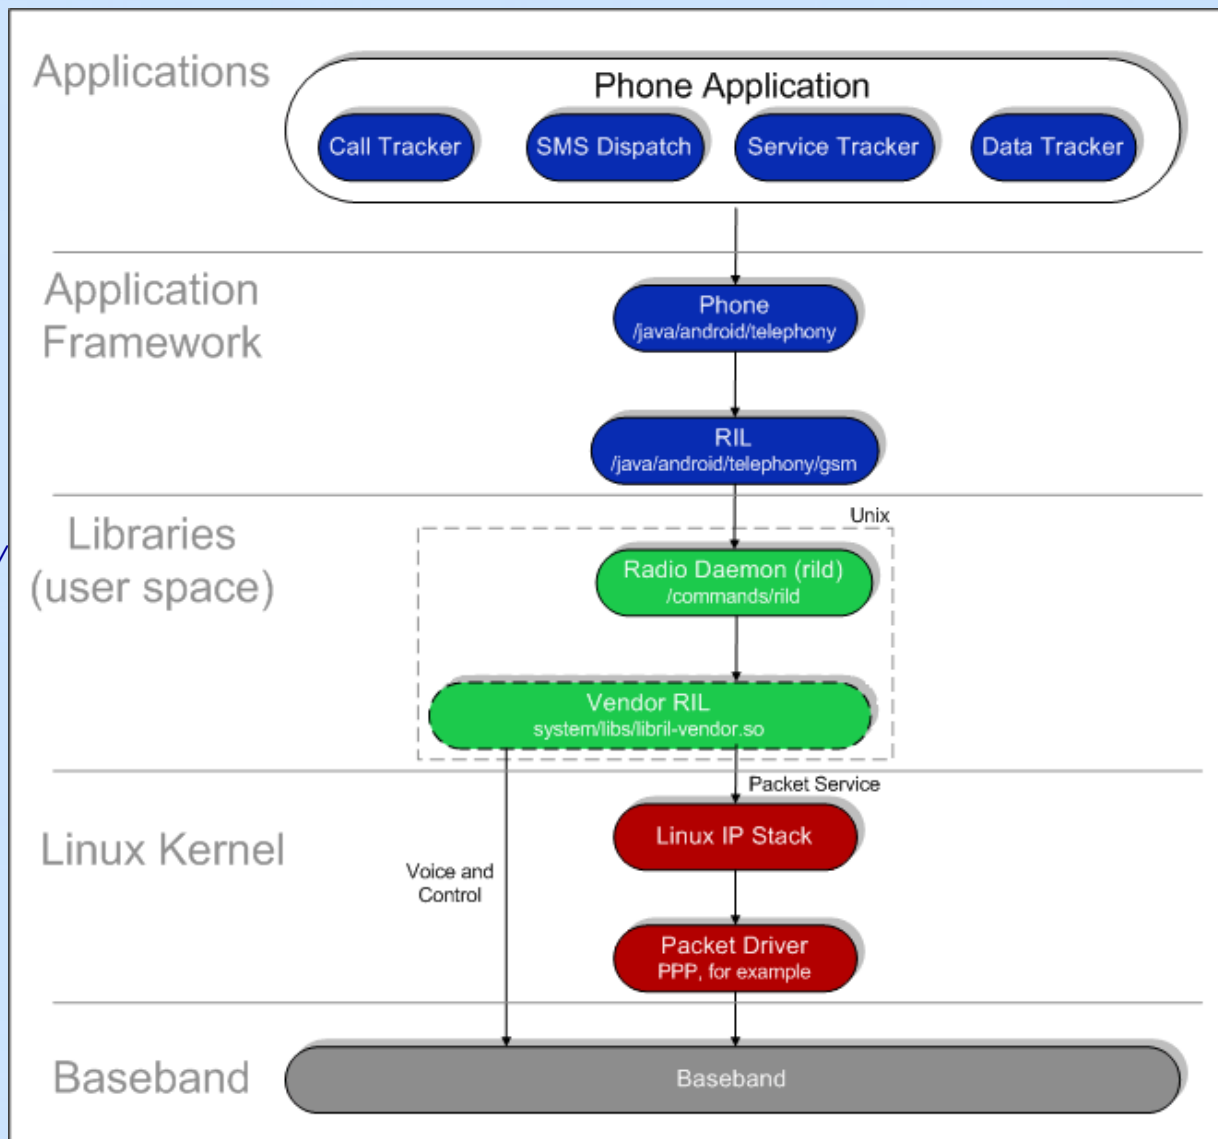 Applications
Phone Application
Call Tracker
SMS Dispatch
Service Tracker
Data Tracker
Application
Framework
Phone
/java/android/telephony
RIL
/java/android/telephony/gsm
Libraries
(user space)
Unix
Radio Daemon (rild)
/commands/rild
Vendor RIL
system/libs/libril-vendor.so
Packet Service
Linux Kernel
Linux IP Stack
Voice and
Control
Packet Driver
PPP, for example
Baseband
Baseband